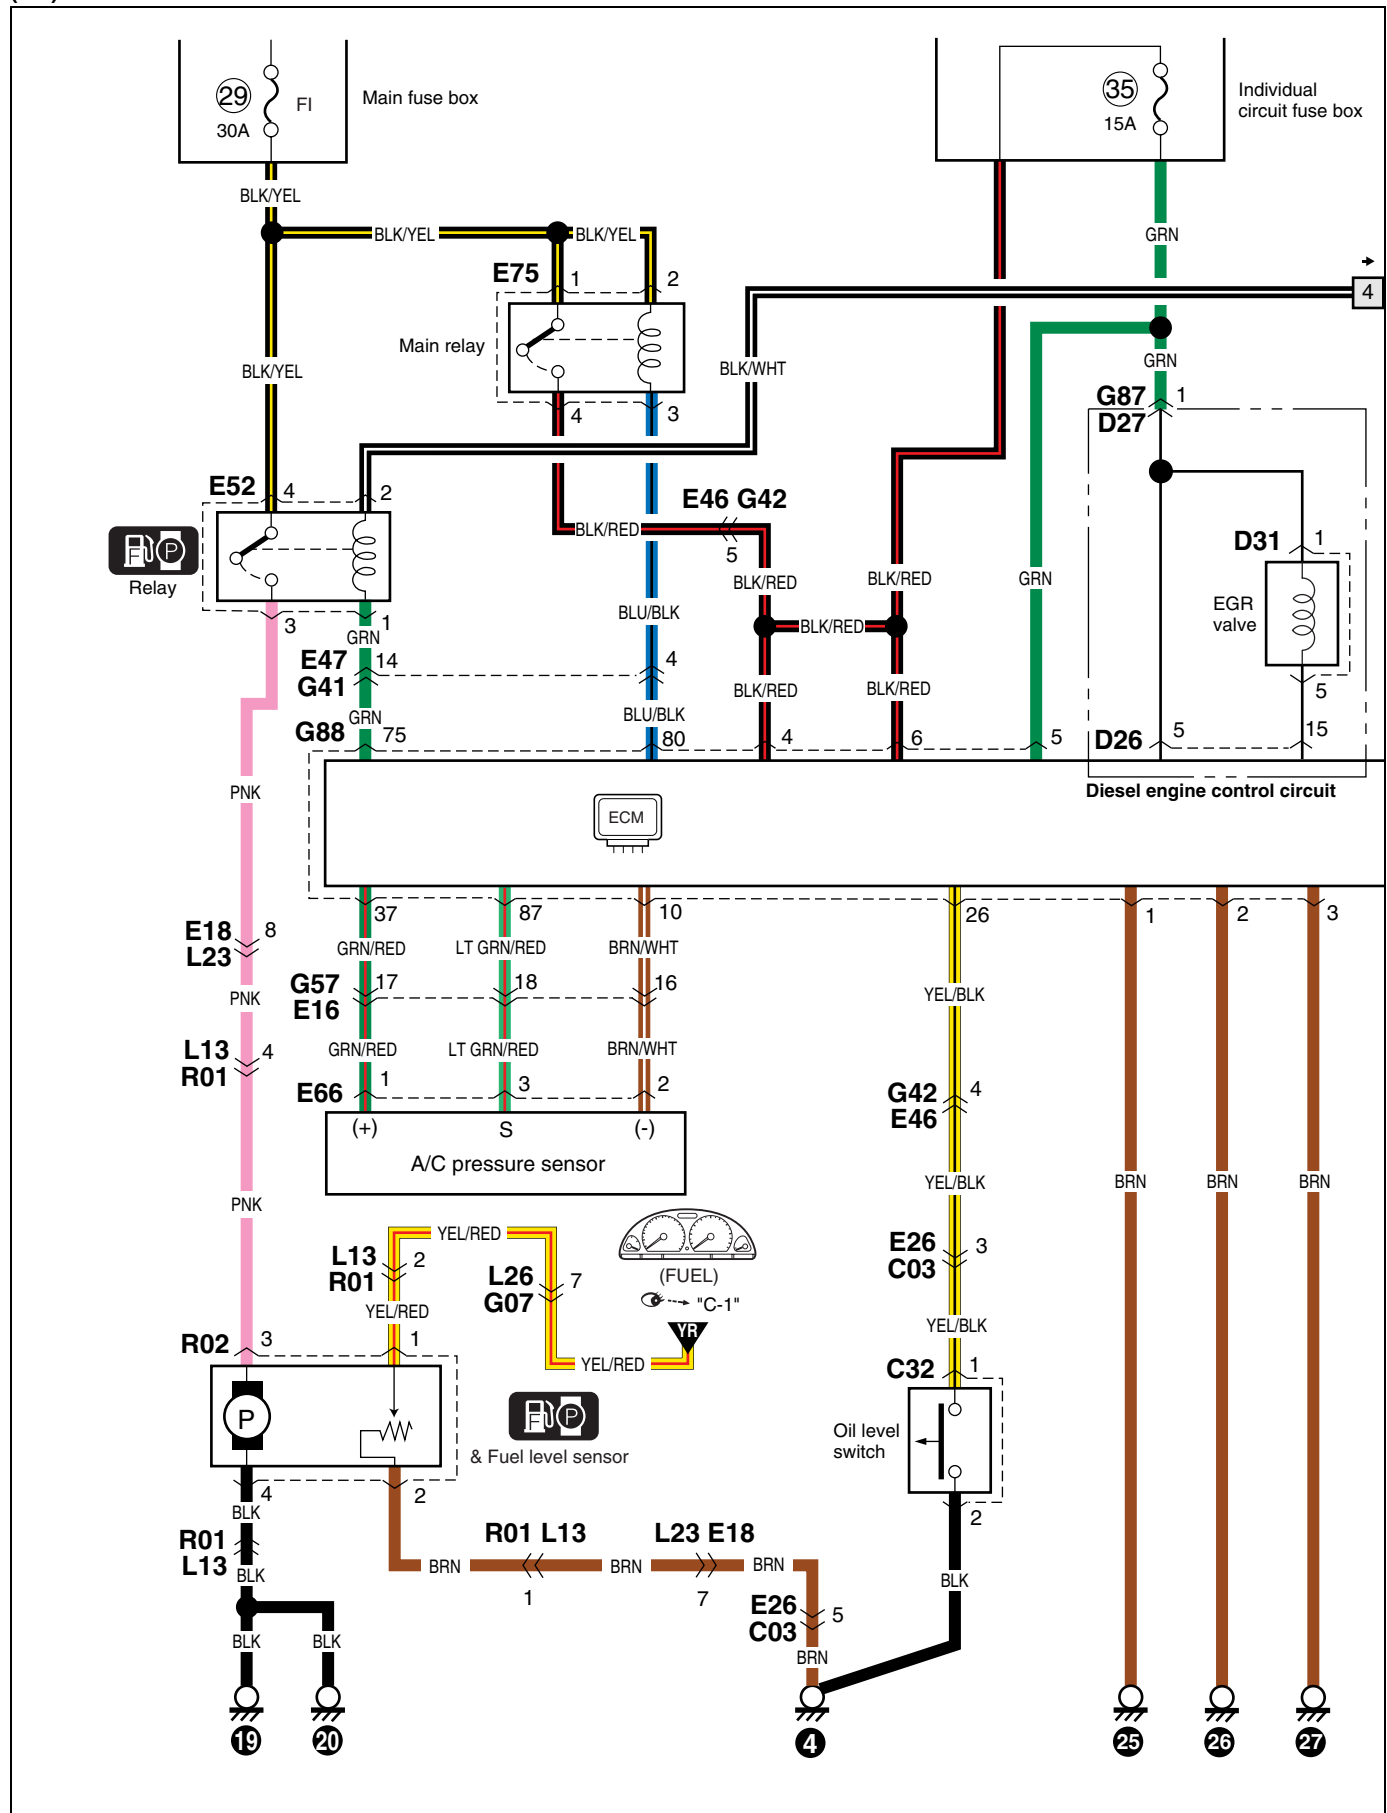 29
FI
30A
Main fuse box
35
15A
Individual
circuit fuse box
BLK/YEL
BLK/YEL
BLK/YEL
GRN
E75
1
2
4
Main relay
BLK/YEL
BLK/WHT
GRN
G87
1
D27
4
3
E52
4
2
E46 G42
BLK/RED
5
D31
1
F
P
Relay
BLK/RED
BLK/RED
GRN
EGR
valve
3
1
GRN
BLU/BLK
BLK/RED
E47
14
4
G41
BLK/RED
BLK/RED
5
GRN
BLU/BLK
G88
75
80
4
6
5
D26
5
15
PNK
Diesel engine control circuit
ECM
37
87
10
26
1
2
3
E18
8
L23
GRN/RED
LT GRN/RED
BRN/WHT
G57
17
18
16
E16
PNK
YEL/BLK
L13
4
R01
GRN/RED
LT GRN/RED
BRN/WHT
E66
1
3
2
G42
4
E46
(+)
S
(-)
A/C pressure sensor
YEL/BLK
BRN
BRN
BRN
PNK
YEL/RED
L13
2
R01
L26
7
G07
(FUEL)
"C-1"
E26
3
C03
YEL/RED
YR
YEL/BLK
R02
3
1
YEL/RED
C32
1
P
F
P
& Fuel level sensor
Oil level
switch
4
2
2
BLK
R01
L13
R01 L13
L23 E18
BLK
BRN
BRN
BRN
1
7
BLK
E26
5
C03
BLK
BLK
BRN
19
20
4
25
26
27